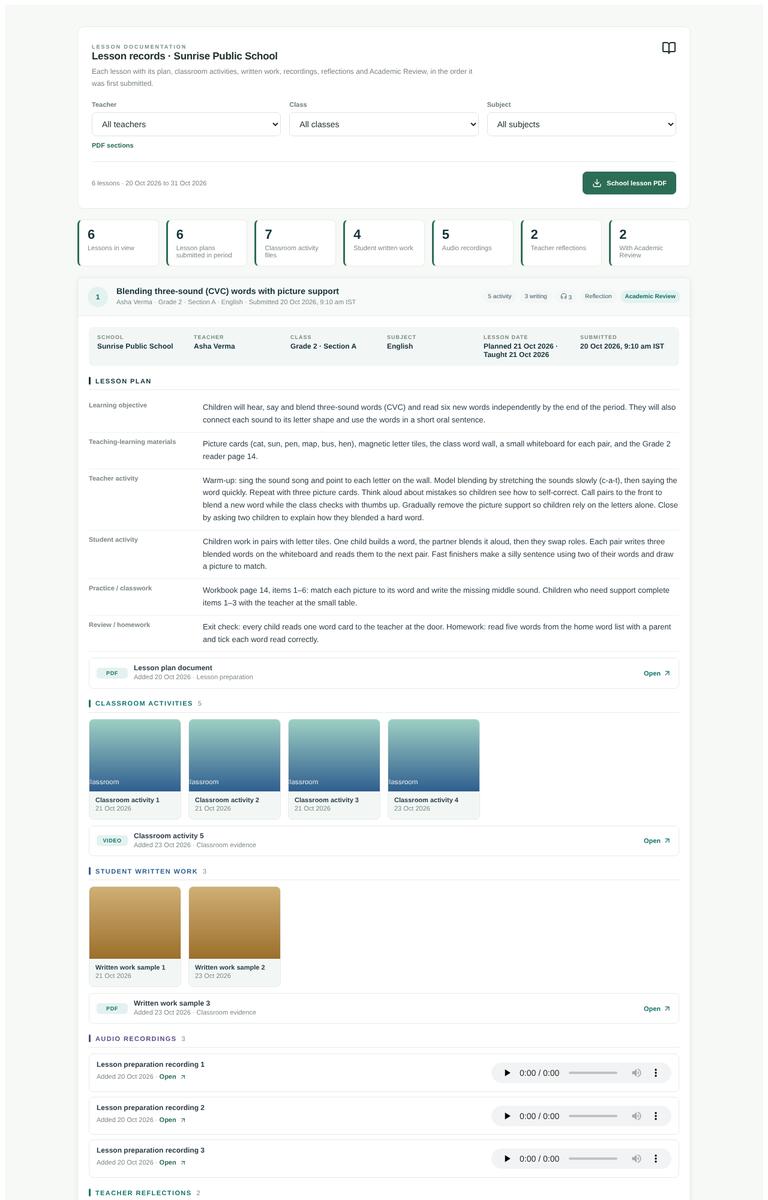 LESSON DOCUMENTATION
Lesson records · Sunrise Public School
Each lesson with its plan, classroom activities, written work, recordings, reflections and Academic Review, in the order it
was first submitted.
Teacher
Class
Subject
All teachers
All classes
All subjects
PDF sections
6 lessons · 20 Oct 2026 to 31 Oct 2026
School lesson PDF
6
Lessons in view
6
Lesson plans
submitted in period
7
Classroom activity
files
4
Student written work
5
Audio recordings
2
Teacher reflections
2
With Academic
Review
1
Blending three-sound (CVC) words with picture support
Asha Verma · Grade 2 · Section A · English · Submitted 20 Oct 2026, 9:10 am IST
5 activity
3 writing
3
Reflection
Academic Review
SCHOOL
Sunrise Public School
TEACHER
Asha Verma
CLASS
Grade 2 · Section A
SUBJECT
English
LESSON DATE
Planned 21 Oct 2026 ·
Taught 21 Oct 2026
SUBMITTED
20 Oct 2026, 9:10 am IST
LESSON PLAN
Learning objective
Children will hear, say and blend three-sound words (CVC) and read six new words independently by the end of the period. They will also
connect each sound to its letter shape and use the words in a short oral sentence.
Teaching-learning materials
Picture cards (cat, sun, pen, map, bus, hen), magnetic letter tiles, the class word wall, a small whiteboard for each pair, and the Grade 2
reader page 14.
Teacher activity
Warm-up: sing the sound song and point to each letter on the wall. Model blending by stretching the sounds slowly (c-a-t), then saying the
word quickly. Repeat with three picture cards. Think aloud about mistakes so children see how to self-correct. Call pairs to the front to
blend a new word while the class checks with thumbs up. Gradually remove the picture support so children rely on the letters alone. Close
by asking two children to explain how they blended a hard word.
Student activity
Children work in pairs with letter tiles. One child builds a word, the partner blends it aloud, then they swap roles. Each pair writes three
blended words on the whiteboard and reads them to the next pair. Fast finishers make a silly sentence using two of their words and draw
a picture to match.
Practice / classwork
Workbook page 14, items 1–6: match each picture to its word and write the missing middle sound. Children who need support complete
items 1–3 with the teacher at the small table.
Review / homework
Exit check: every child reads one word card to the teacher at the door. Homework: read five words from the home word list with a parent
and tick each word read correctly.
PDF
Lesson plan document
Added 20 Oct 2026 · Lesson preparation
Open
CLASSROOM ACTIVITIES 5
lassroom
lassroom
lassroom
lassroom
Classroom activity 1
21 Oct 2026
Classroom activity 2
21 Oct 2026
Classroom activity 3
21 Oct 2026
Classroom activity 4
23 Oct 2026
VIDEO
Classroom activity 5
Added 23 Oct 2026 · Classroom evidence
Open
STUDENT WRITTEN WORK 3
Written work sample 1
21 Oct 2026
Written work sample 2
23 Oct 2026
PDF
Written work sample 3
Added 23 Oct 2026 · Classroom evidence
Open
AUDIO RECORDINGS 3
Lesson preparation recording 1
Added 20 Oct 2026 · Open
0:00 / 0:00
Lesson preparation recording 2
Added 20 Oct 2026 · Open
0:00 / 0:00
Lesson preparation recording 3
Added 20 Oct 2026 · Open
0:00 / 0:00
TEACHER REFLECTIONS 2